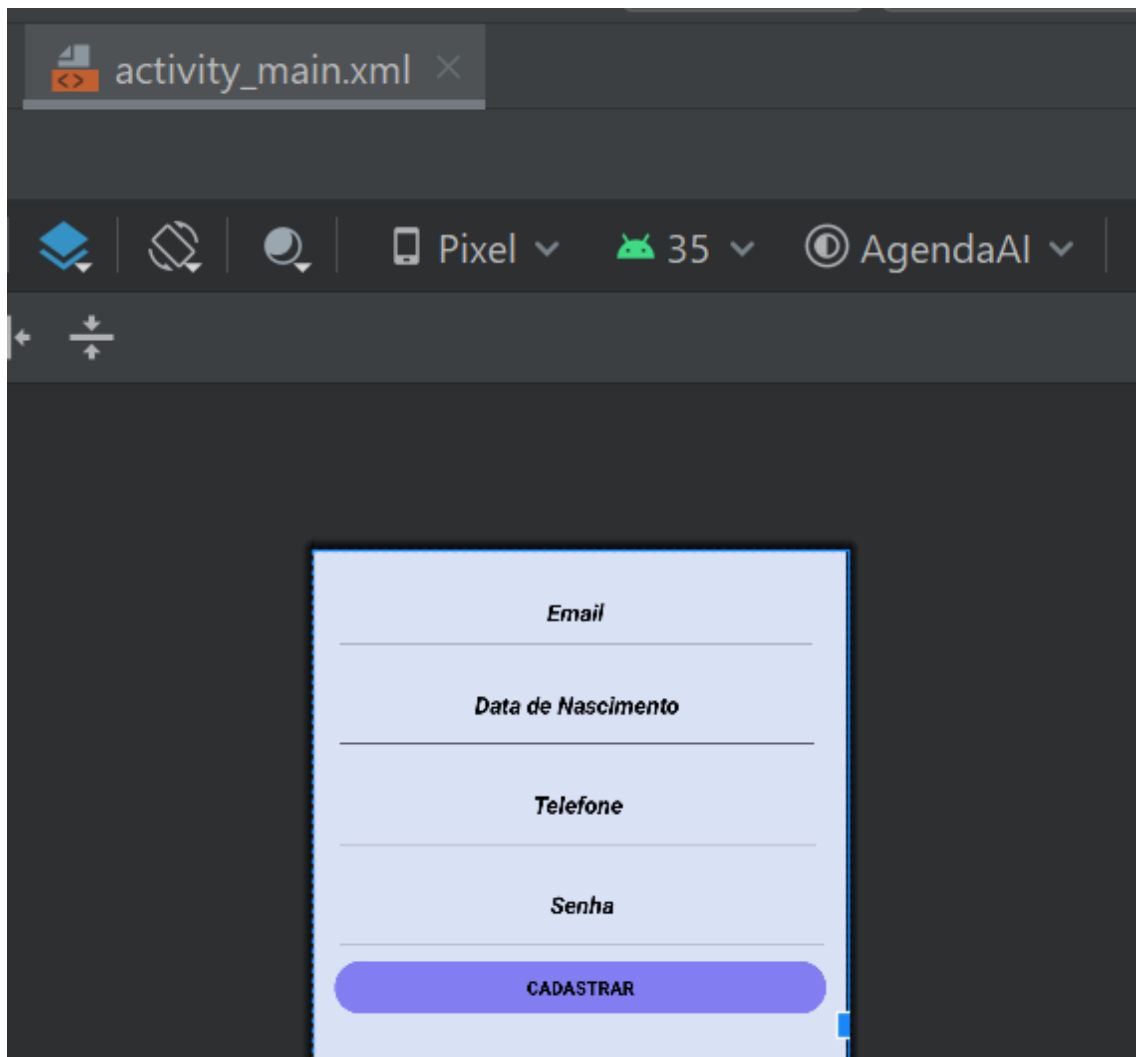 activity_main.xml
Pixel 35 AgendaAI
Email
Data de Nascimento
Telefone
Senha
CADASTRAR